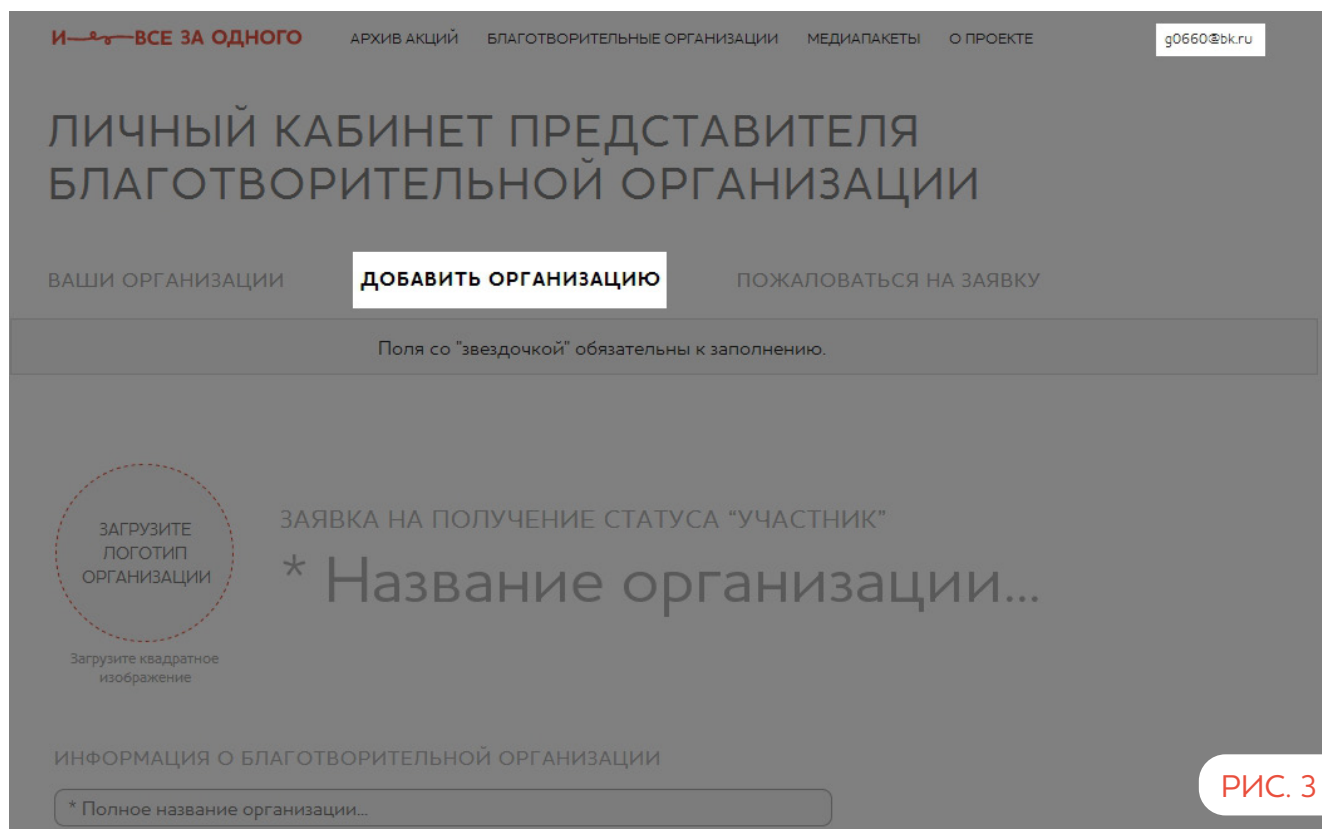 И ВСЕ ЗА ОДНОГО АРХИВ АКЦИЙ БЛАГОТВОРИТЕЛЬНЫЕ ОРГАНИЗАЦИИ МЕДИАПАКЕТЫ О ПРОЕКТЕ g0660@bk.ru
ЛИЧНЫЙ КАБИНЕТ ПРЕДСТАВИТЕЛЯ
БЛАГОТВОРИТЕЛЬНОЙ ОРГАНИЗАЦИИ
ВАШИ ОРГАНИЗАЦИИ ДОБАВИТЬ ОРГАНИЗАЦИЮ ПОЖАЛОВАТЬСЯ НА ЗАЯВКУ
Поля со "звездочкой" обязательны к заполнению.
ЗАГРУЗИТЕ
ЛОГОТИП
ОРГАНИЗАЦИИ
Загрузите квадратное
изображение
ЗАЯВКА НА ПОЛУЧЕНИЕ СТАТУСА "УЧАСТНИК"
* Название организации...
ИНФОРМАЦИЯ О БЛАГОТВОРИТЕЛЬНОЙ ОРГАНИЗАЦИИ
* Полное название организации...
РИС. 3